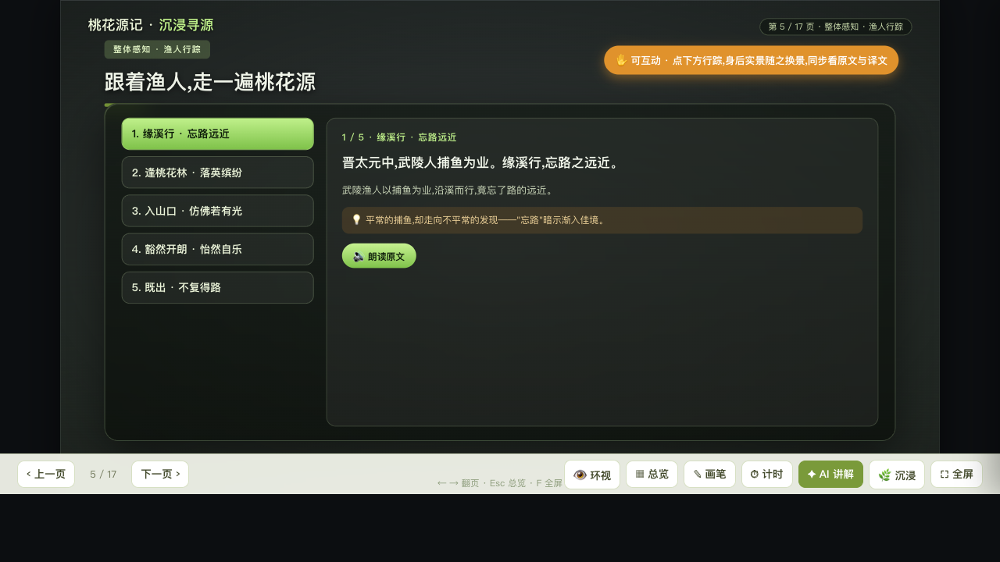 桃花源记 · 沉浸寻源
第 5 / 17 页 · 整体感知 · 渔人行踪
整体感知 · 渔人行踪
可互动 · 点下方行踪,身后实景随之换景,同步看原文与译文
跟着渔人,走一遍桃花源
1. 缘溪行 · 忘路远近
2. 逢桃花林 · 落英缤纷
3. 入山口 · 仿佛若有光
4. 豁然开朗 · 怡然自乐
5. 既出 · 不复得路
1 / 5 · 缘溪行 · 忘路远近
晋太元中,武陵人捕鱼为业。缘溪行,忘路之远近。
武陵渔人以捕鱼为业,沿溪而行,竟忘了路的远近。
平常的捕鱼,却走向不平常的发现——"忘路"暗示渐入佳境。
朗读原文
‹ 上一页
5 / 17
下一页 ›
← → 翻页 · Esc 总览 · F 全屏
环视
总览
画笔
计时
AI 讲解
沉浸
全屏